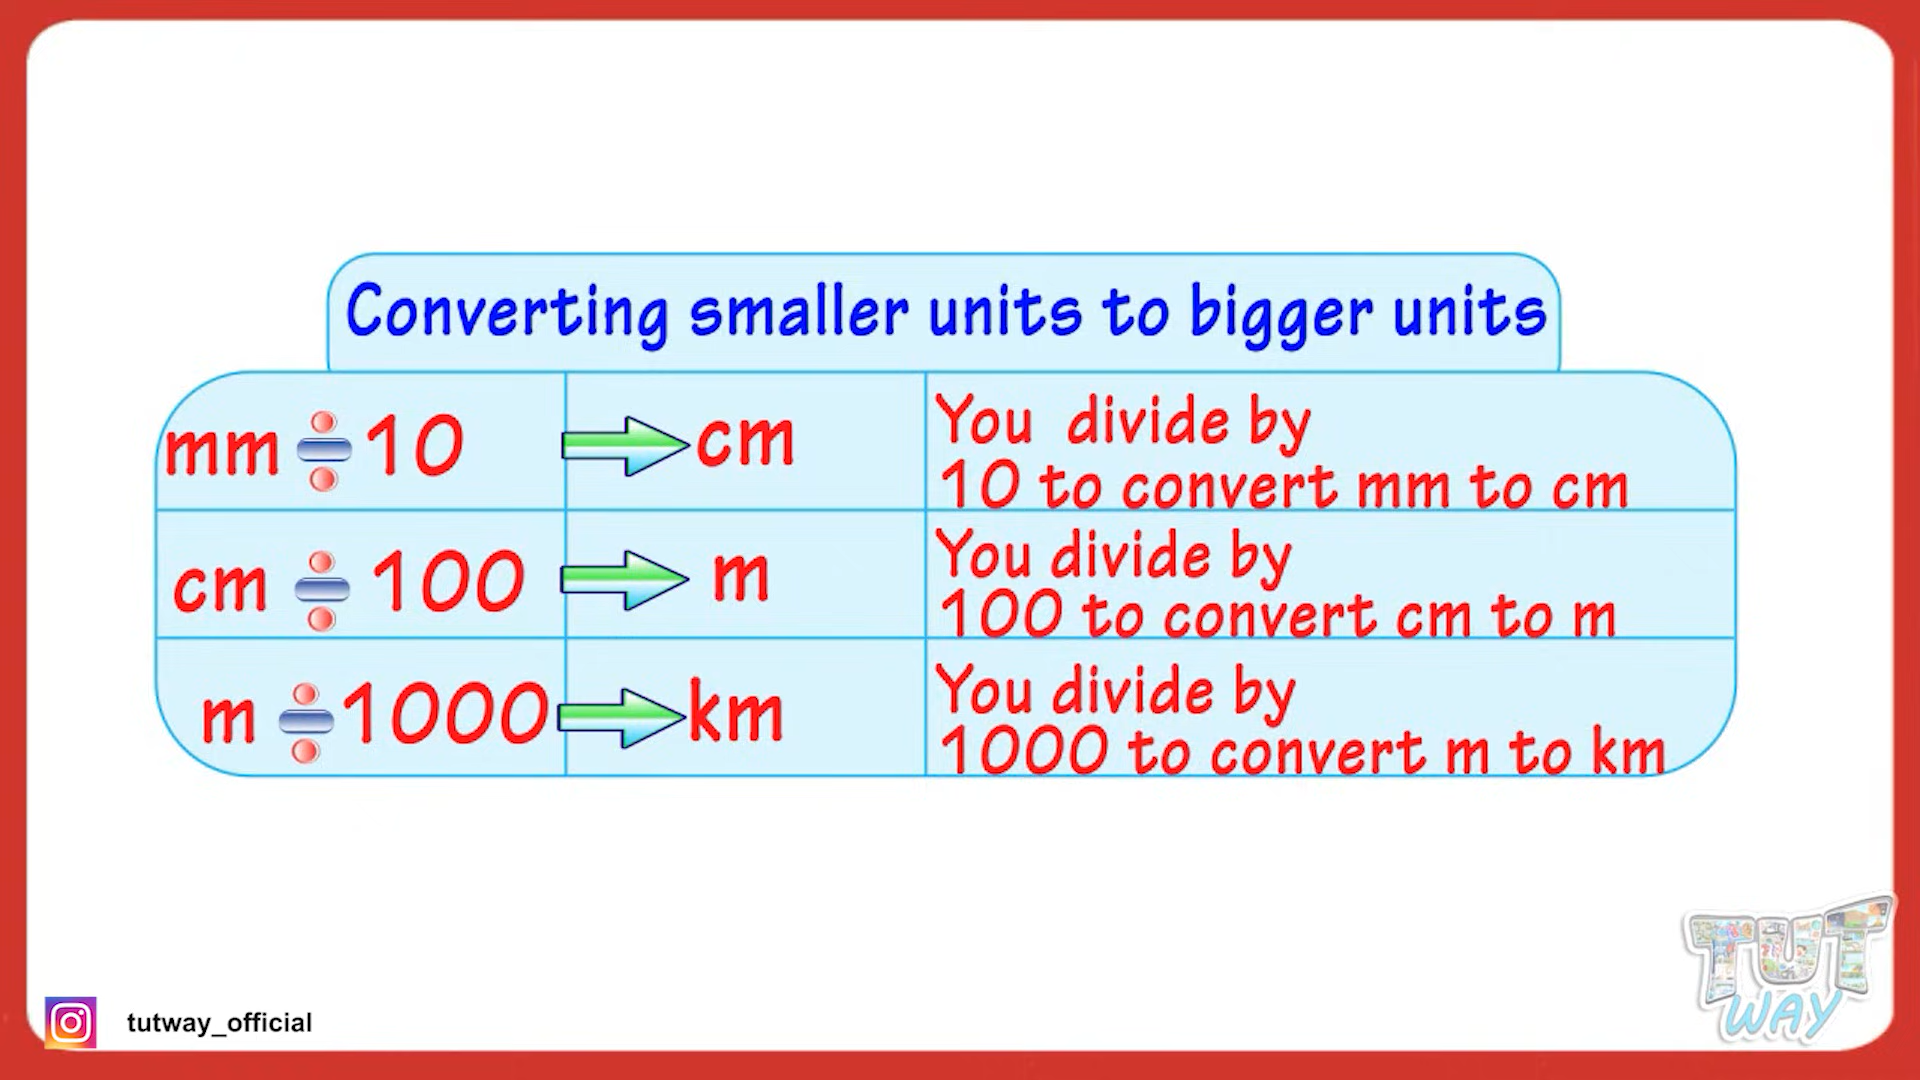 Converting smaller units to bigger units
mm ÷ 10 → cm
You divide by
10 to convert mm to cm
cm ÷ 100 → m
You divide by
100 to convert cm to m
m ÷ 1000 → km
You divide by
1000 to convert m to km
TUT
WAY
tutway_official